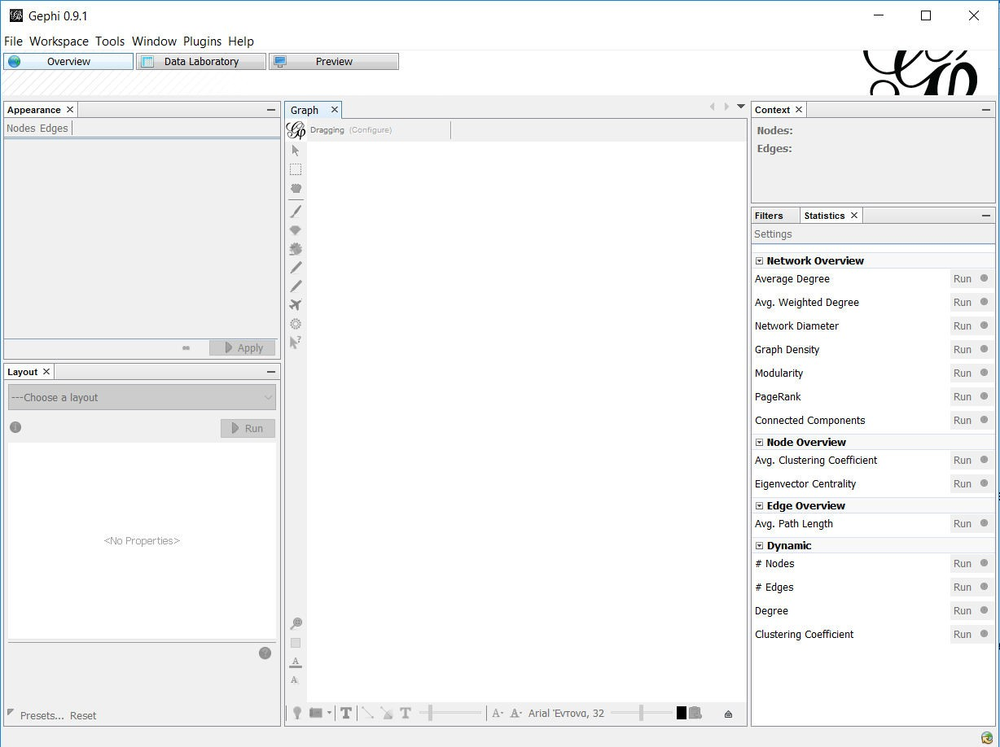 Gephi 0.9.1
File Workspace Tools Window Plugins Help
Overview Data Laboratory Preview
Appearance
Nodes Edges
Apply
Layout
---Choose a layout
Run
<No Properties>
Presets... Reset
Graph
Dragging (Configure)
Arial Έντονα, 32
Context
Nodes:
Edges:
Filters Statistics
Settings
Network Overview
Average Degree Run
Avg. Weighted Degree Run
Network Diameter Run
Graph Density Run
Modularity Run
PageRank Run
Connected Components Run
Node Overview
Avg. Clustering Coefficient Run
Eigenvector Centrality Run
Edge Overview
Avg. Path Length Run
Dynamic
# Nodes Run
# Edges Run
Degree Run
Clustering Coefficient Run